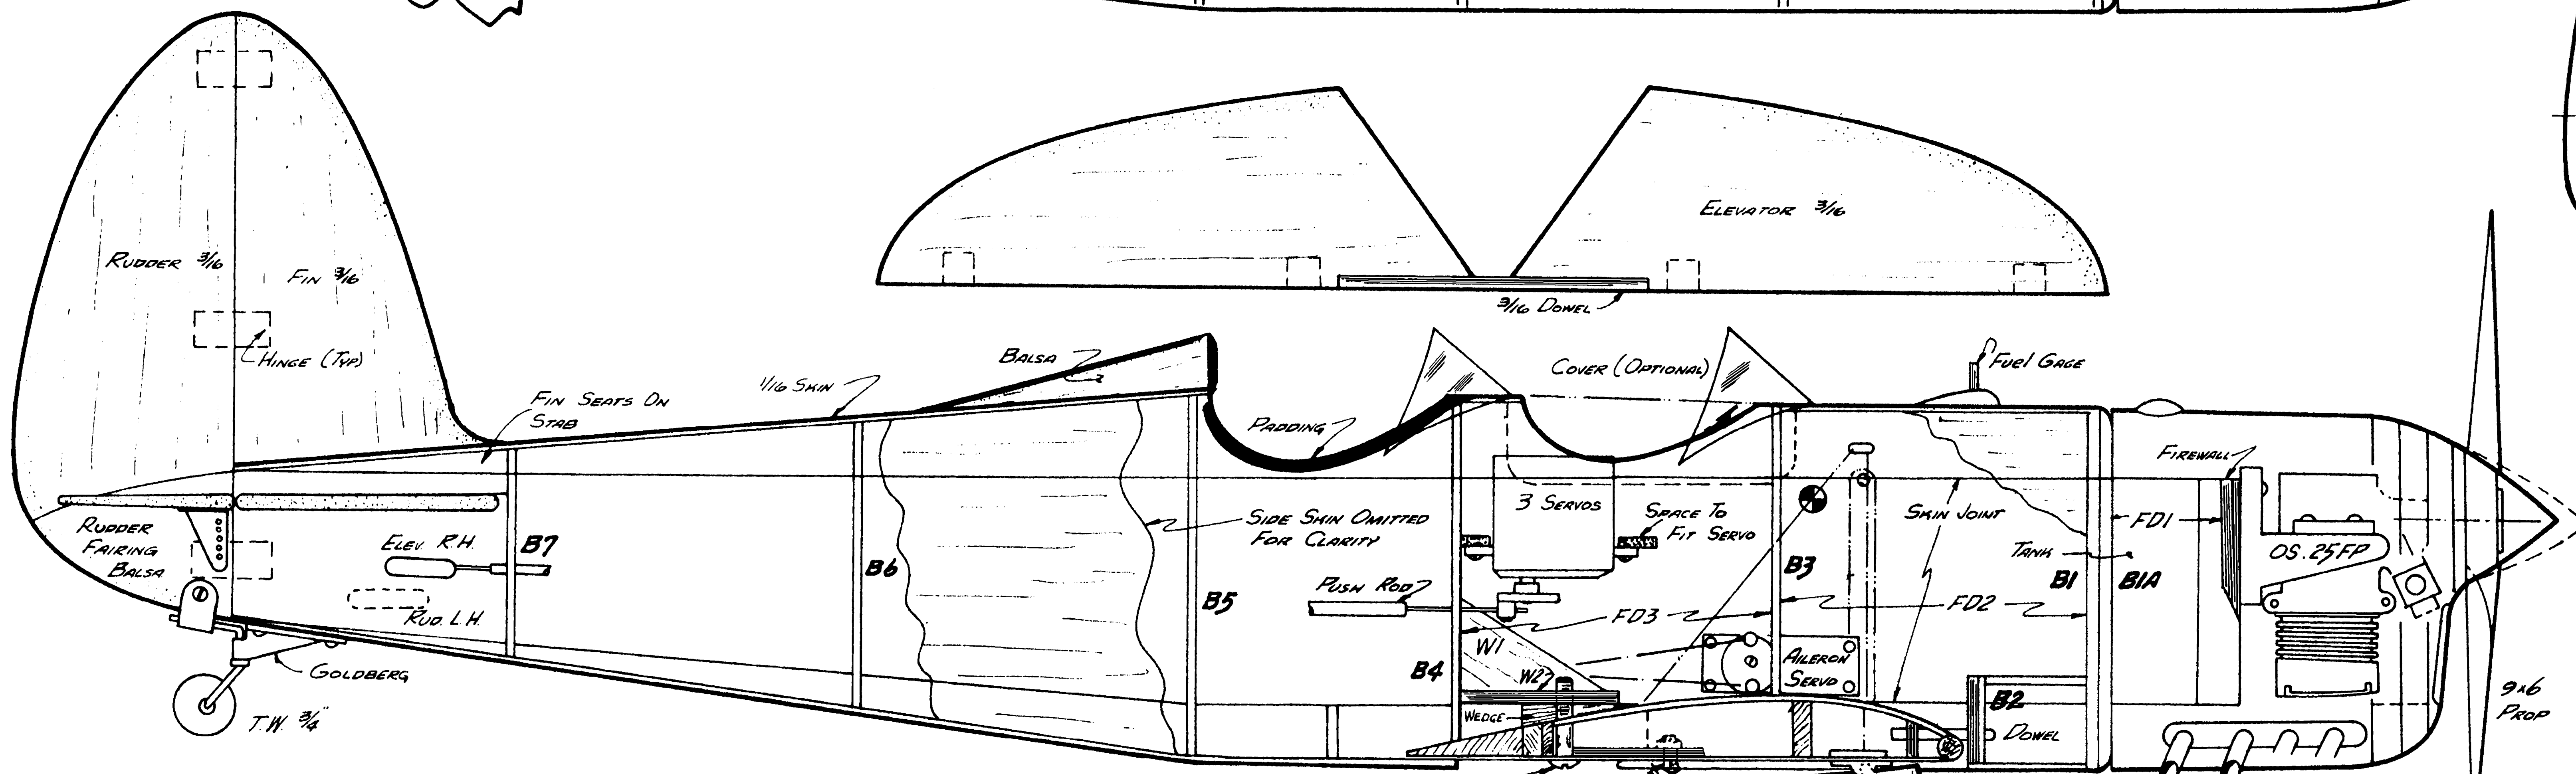 RUDDER 3/16
FIN 3/16
HINGE (TYP)
ELEVATOR 3/16
3/16 DOWEL
BALSA
1/16 SKIN
FIN SEATS ON
STAB
PADDING
COVER (OPTIONAL)
FUEL GAGE
FIREWALL
RUDDER
FAIRING
BALSA
ELEV. R.H.
RUD. L.H.
B7
B6
SIDE SKIN OMITTED
FOR CLARITY
B5
3 SERVOS
SPACE TO
FIT SERVO
PUSH ROD
B3
SKIN JOINT
TANK
B1
B1A
FD1
OS .25FP
FD3
FD2
W1
W2
B4
AILERON
SERVO
WEDGE
B2
DOWEL
GOLDBERG
T.W. 3/4"
9x6
PROP